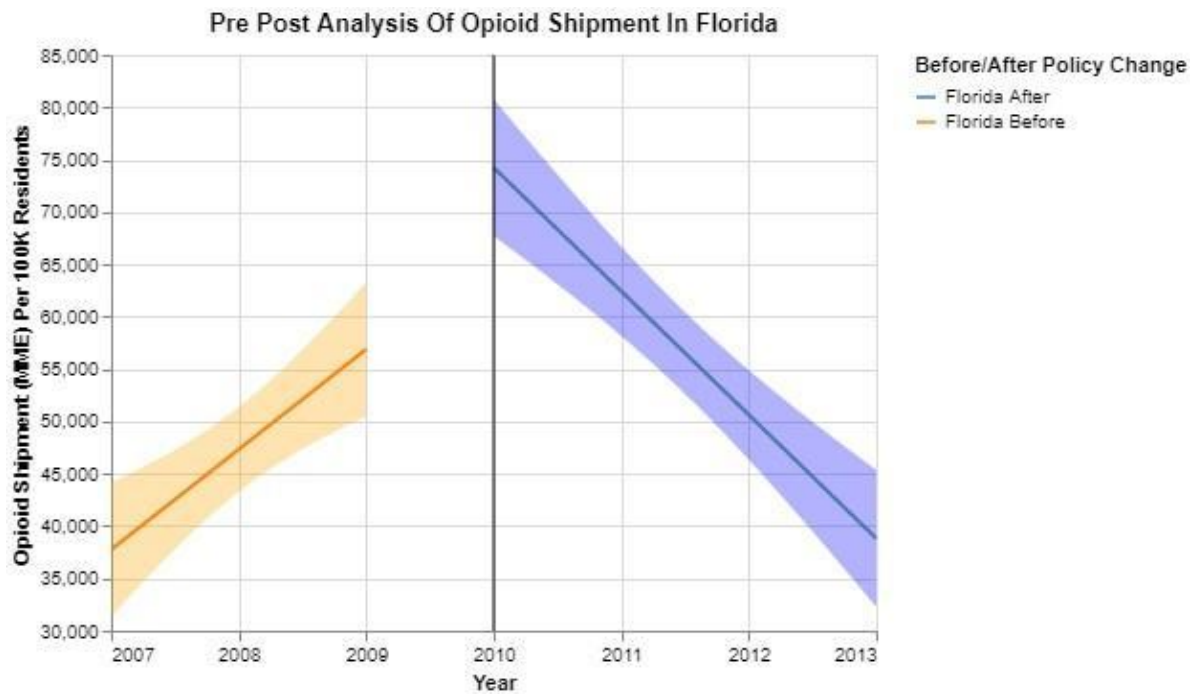 Pre Post Analysis Of Opioid Shipment In Florida
85,000
80,000
75,000
70,000
65,000
60,000
55,000
50,000
45,000
40,000
35,000
30,000
Opioid Shipment (MME) Per 100K Residents
2007 2008 2009 2010 2011 2012 2013
Year
Before/After Policy Change
Florida After
Florida Before